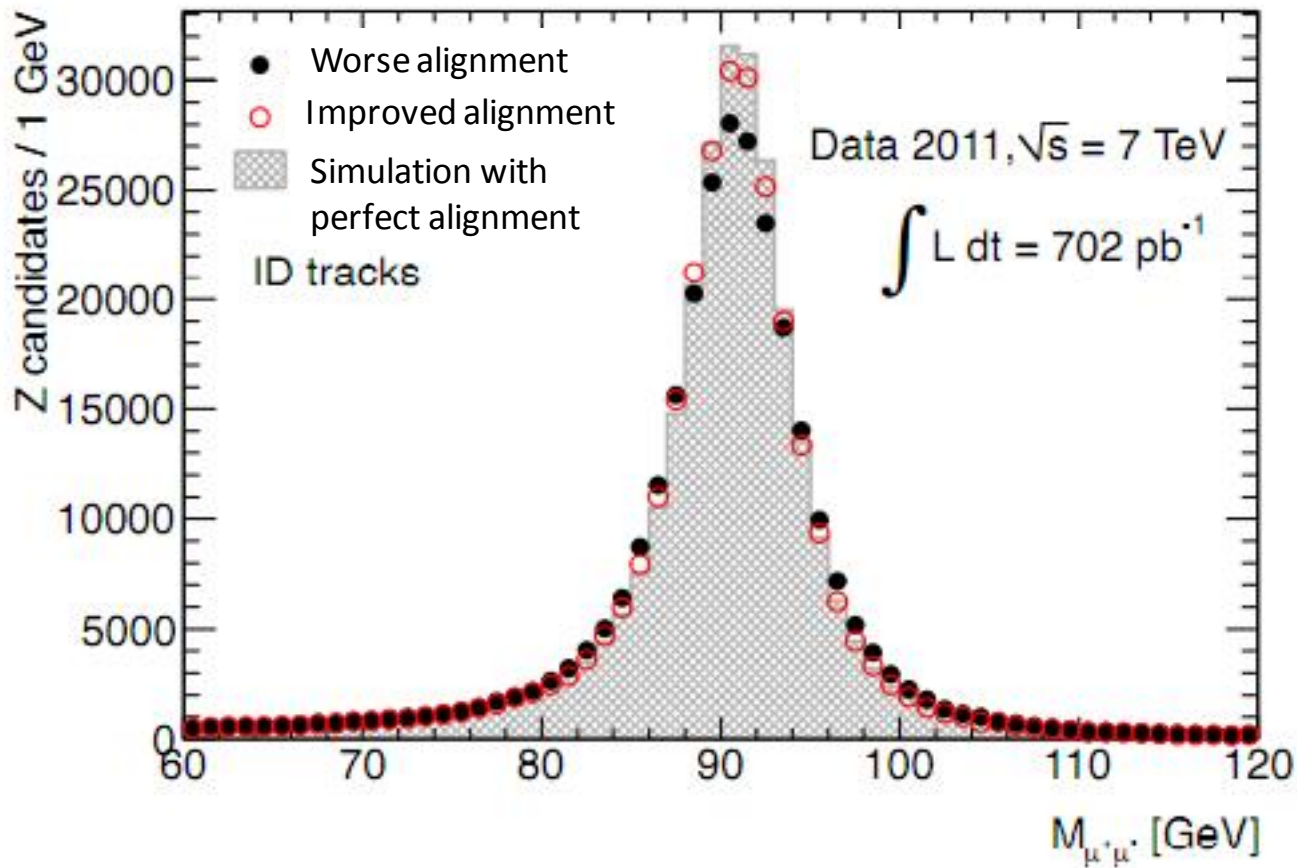 Z candidates / 1 GeV
30000
25000
20000
15000
10000
5000
0
Worse alignment
Improved alignment
Simulation with
perfect alignment
ID tracks
Data 2011, √s = 7 TeV
∫ L dt = 702 pb⁻¹
60 70 80 90 100 110 120
M_μ⁺μ⁻ [GeV]